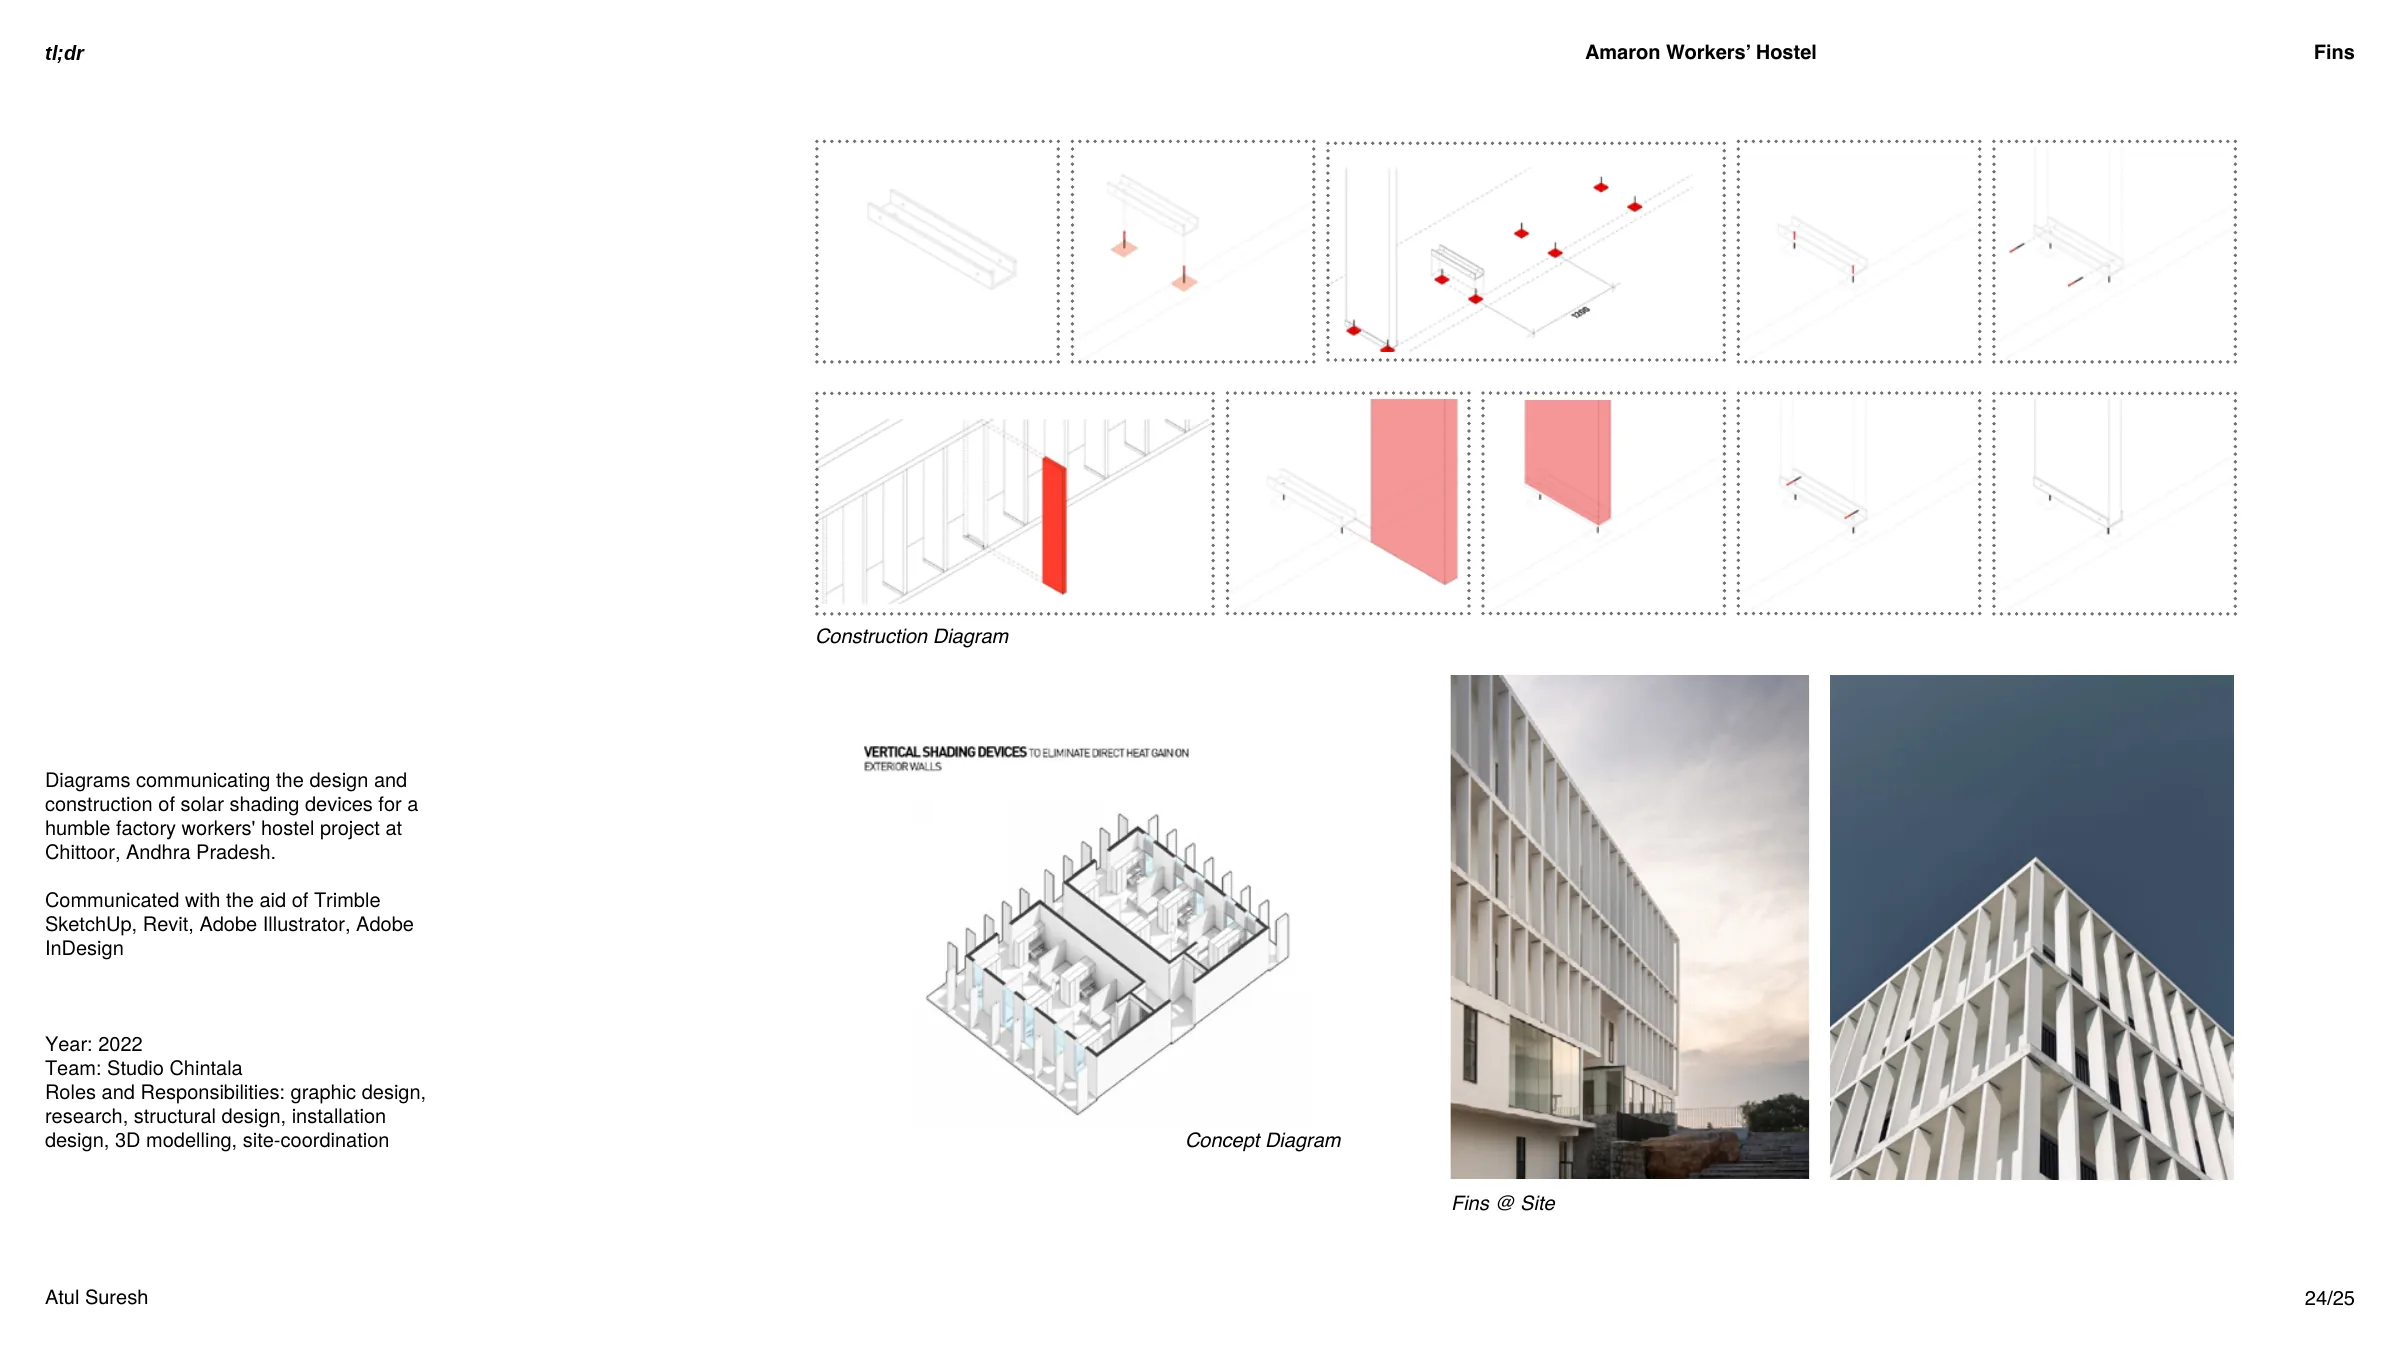 tl;dr
Amaron Workers’ Hostel
Fins
1200
Construction Diagram
VERTICAL SHADING DEVICES TO ELIMINATE DIRECT HEAT GAIN ON
EXTERIOR WALLS
Diagrams communicating the design and
construction of solar shading devices for a
humble factory workers' hostel project at
Chittoor, Andhra Pradesh.
Communicated with the aid of Trimble
SketchUp, Revit, Adobe Illustrator, Adobe
InDesign
Year: 2022
Team: Studio Chintala
Roles and Responsibilities: graphic design,
research, structural design, installation
design, 3D modelling, site-coordination
Concept Diagram
Fins @ Site
Atul Suresh
24/25